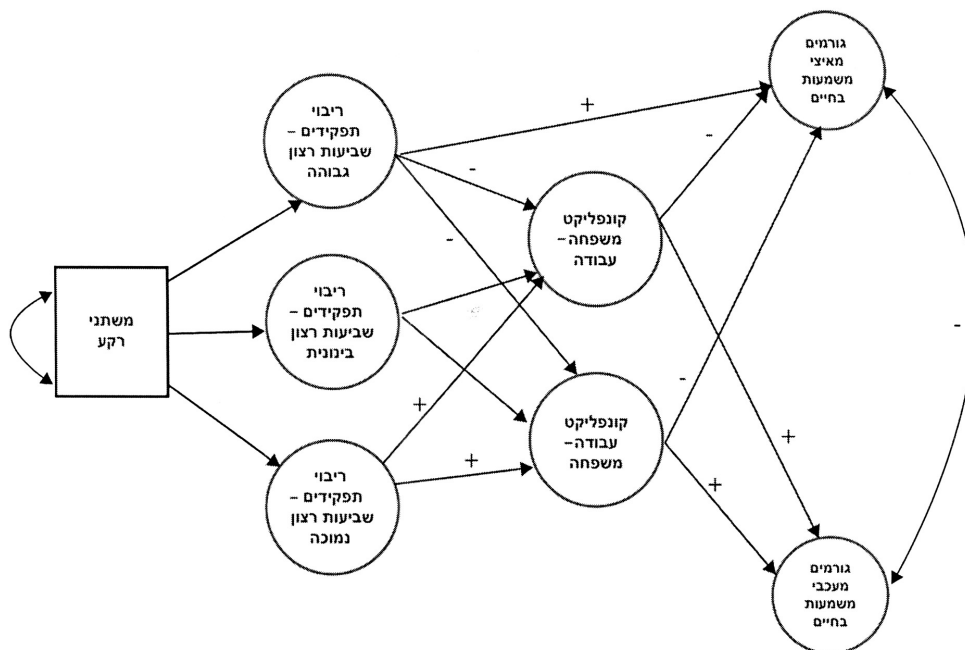 גורמים
מאיצי
משמעות
בחיים
ריבוי
תפקידים –
שביעות רצון
גבוהה
+
-
-
-
קונפליקט
משפחה–
עבודה
משתני
רקע
ריבוי
תפקידים –
שביעות רצון
בינונית
-
-
+
קונפליקט
עבודה–
משפחה
+
+
+
ריבוי
תפקידים –
שביעות רצון
נמוכה
גורמים
מעכבי
משמעות
בחיים